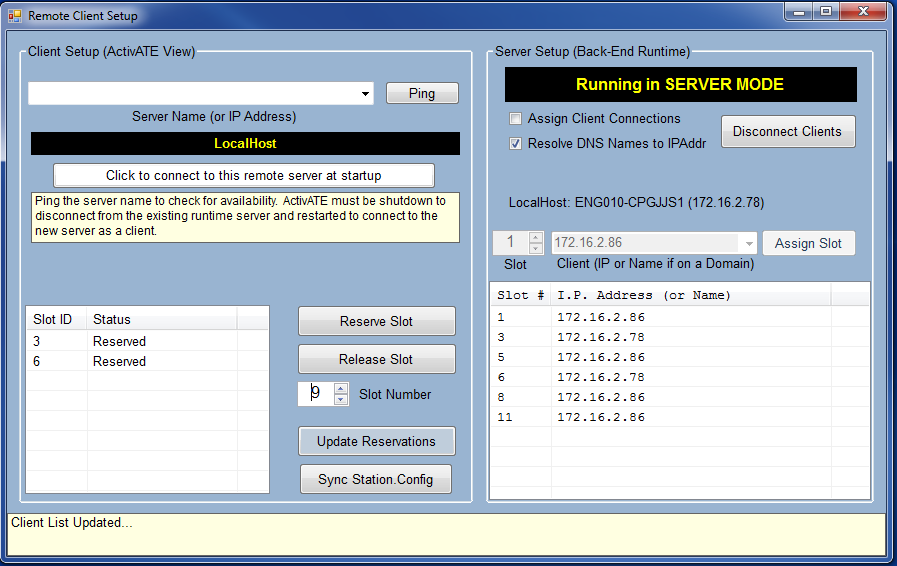 Remote Client Setup
Client Setup (ActivATE View)
Ping
Server Name (or IP Address)
LocalHost
Click to connect to this remote server at startup
Ping the server name to check for availability. ActivATE must be shutdown to
disconnect from the existing runtime server and restarted to connect to the
new server as a client.
Slot ID Status
3 Reserved
6 Reserved
Reserve Slot
Release Slot
9 Slot Number
Update Reservations
Sync Station.Config
Server Setup (Back-End Runtime)
Running in SERVER MODE
Assign Client Connections
Resolve DNS Names to IPAddr
Disconnect Clients
LocalHost: ENG010-CPGJJS1 (172.16.2.78)
1 172.16.2.86 Assign Slot
Slot Client (IP or Name if on a Domain)
Slot # I.P. Address (or Name)
1 172.16.2.86
3 172.16.2.78
5 172.16.2.86
6 172.16.2.78
8 172.16.2.86
11 172.16.2.86
Client List Updated...